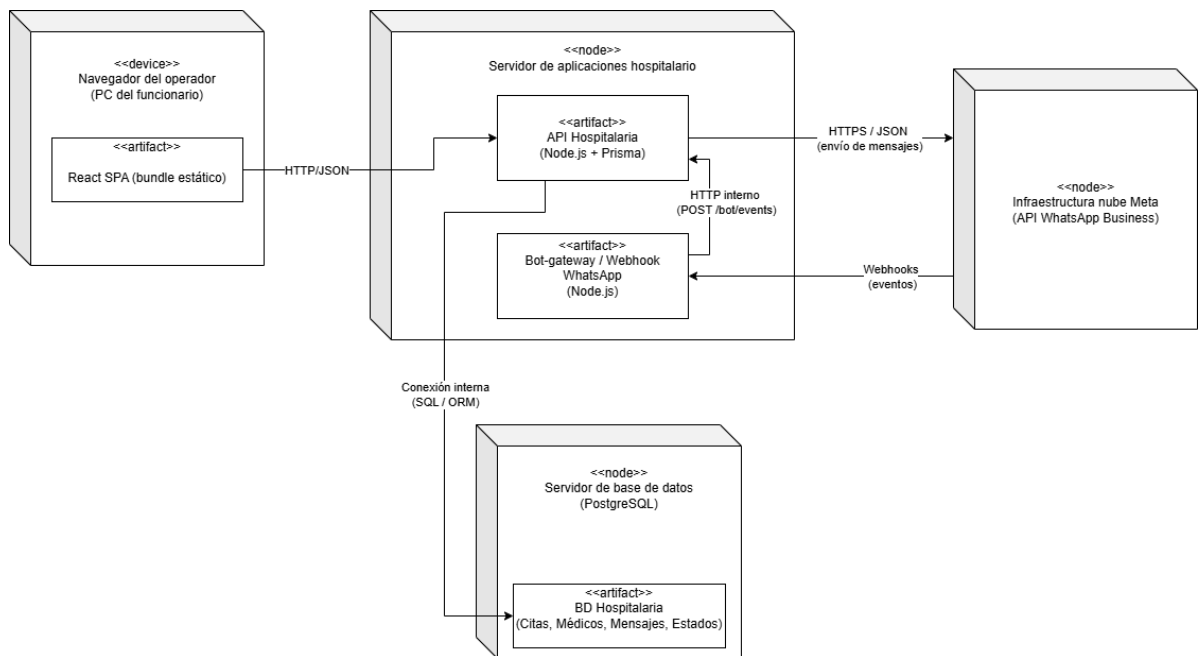 <<device>>
Navegador del operador
(PC del funcionario)
<<artifact>>
React SPA (bundle estático)
HTTP/JSON
<<node>>
Servidor de aplicaciones hospitalario
<<artifact>>
API Hospitalaria
(Node.js + Prisma)
HTTP interno
(POST /bot/events)
<<artifact>>
Bot-gateway / Webhook
WhatsApp
(Node.js)
HTTPS / JSON
(envío de mensajes)
Webhooks
(eventos)
<<node>>
Infraestructura nube Meta
(API WhatsApp Business)
Conexión interna
(SQL / ORM)
<<node>>
Servidor de base de datos
(PostgreSQL)
<<artifact>>
BD Hospitalaria
(Citas, Médicos, Mensajes, Estados)